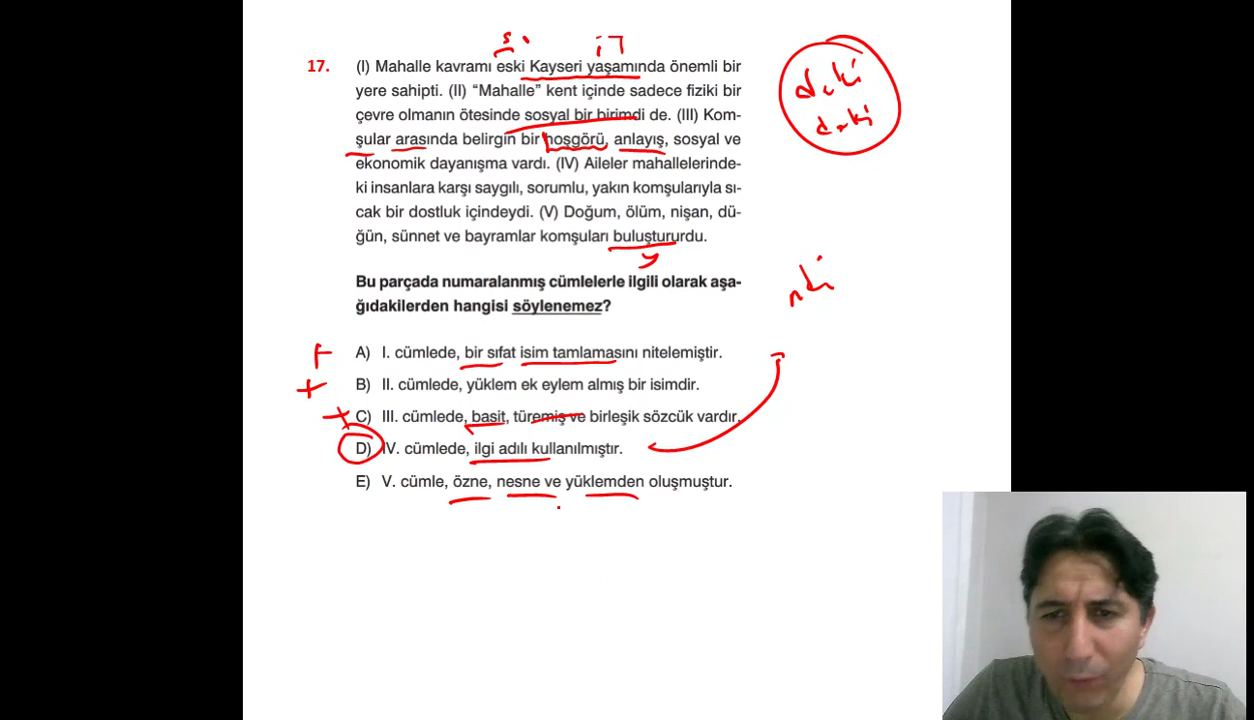 17. (I) Mahalle kavramı eski Kayseri yaşamında önemli bir
yere sahipti. (II) “Mahalle” kent içinde sadece fiziki bir
çevre olmanın ötesinde sosyal bir birimdi de. (III) Kom-
şular arasında belirgin bir hoşgörü, anlayış, sosyal ve
ekonomik dayanışma vardı. (IV) Aileler mahallelerinde-
ki insanlara karşı saygılı, sorumlu, yakın komşularıyla sı-
cak bir dostluk içindeydi. (V) Doğum, ölüm, nişan, dü-
ğün, sünnet ve bayramlar komşuları buluştururdu.
y
Bu parçada numaralanmış cümlelerle ilgili olarak aşa-
ğıdakilerden hangisi söylenemez?
A) I. cümlede, bir sıfat isim tamlamasını nitelemiştir.
B) II. cümlede, yüklem ek eylem almış bir isimdir.
C) III. cümlede, basit, türemiş ve birleşik sözcük vardır.
D) IV. cümlede, ilgi adılı kullanılmıştır.
E) V. cümle, özne, nesne ve yüklemden oluşmuştur.